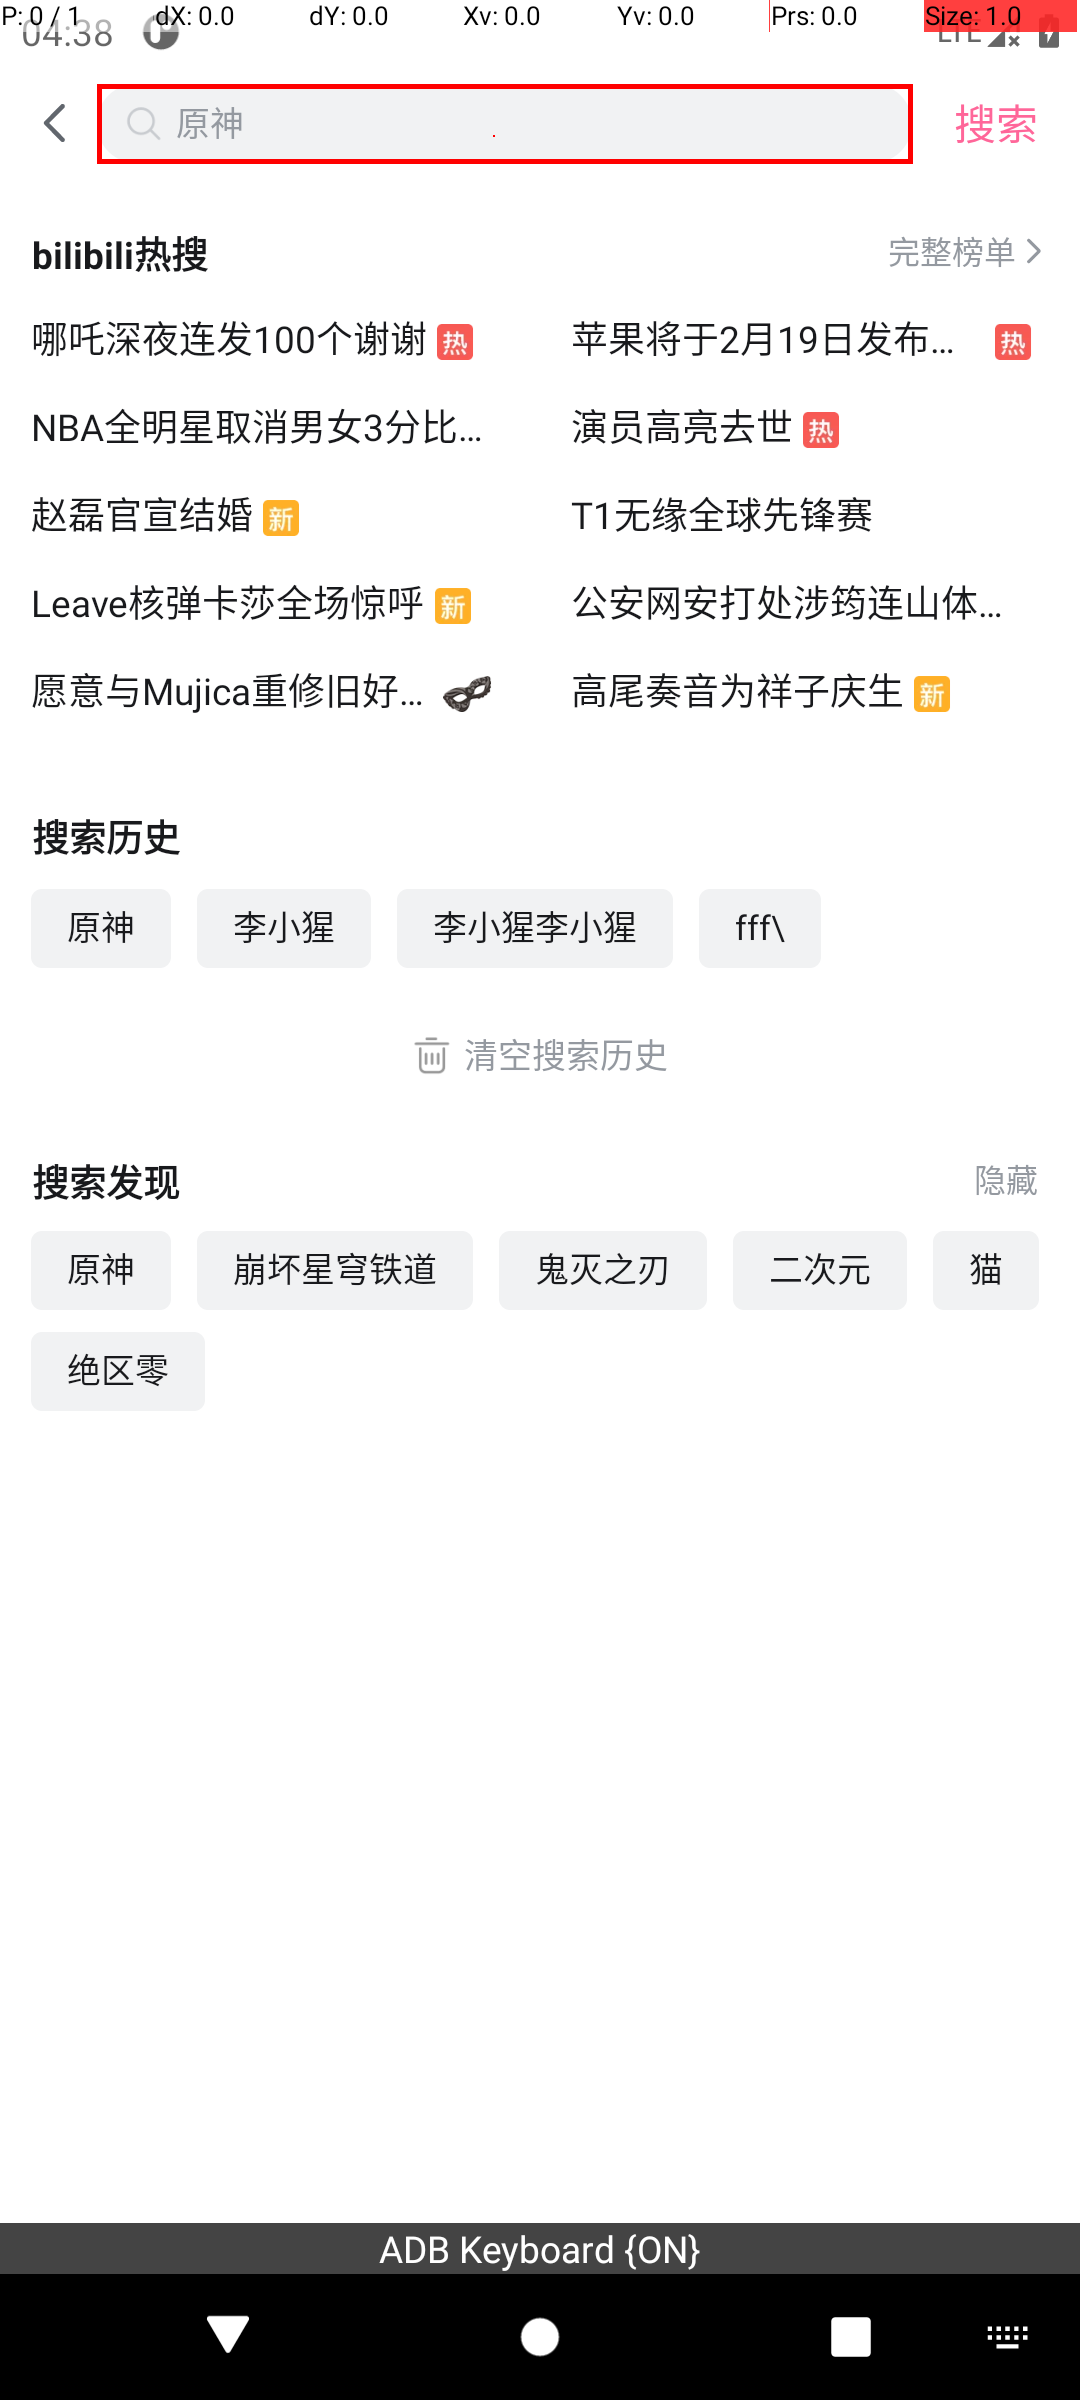 P: 0 / 1 dX: 0.0 dY: 0.0 Xv: 0.0 Yv: 0.0 Prs: 0.0 Size: 1.0
04:38 LTE
原神 搜索
bilibili热搜 完整榜单
哪吒深夜连发100个谢谢 热 苹果将于2月19日发布... 热
NBA全明星取消男女3分比... 演员高亮去世 热
赵磊官宣结婚 新 T1无缘全球先锋赛
Leave核弹卡莎全场惊呼 新 公安网安打处涉筠连山体...
愿意与Mujica重修旧好... 高尾奏音为祥子庆生 新
搜索历史
原神 李小猩 李小猩李小猩 fff\
清空搜索历史
搜索发现 隐藏
原神 崩坏星穹铁道 鬼灭之刃 二次元 猫
绝区零
ADB Keyboard {ON}